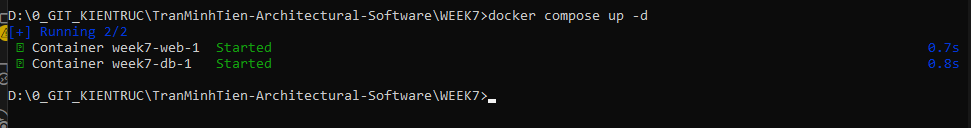 D:\0_GIT_KIENTRUC\TranMinhTien-Architectural-Software\WEEK7>docker compose up -d
[+] Running 2/2
Container week7-web-1 Started 0.7s
Container week7-db-1 Started 0.8s
D:\0_GIT_KIENTRUC\TranMinhTien-Architectural-Software\WEEK7>